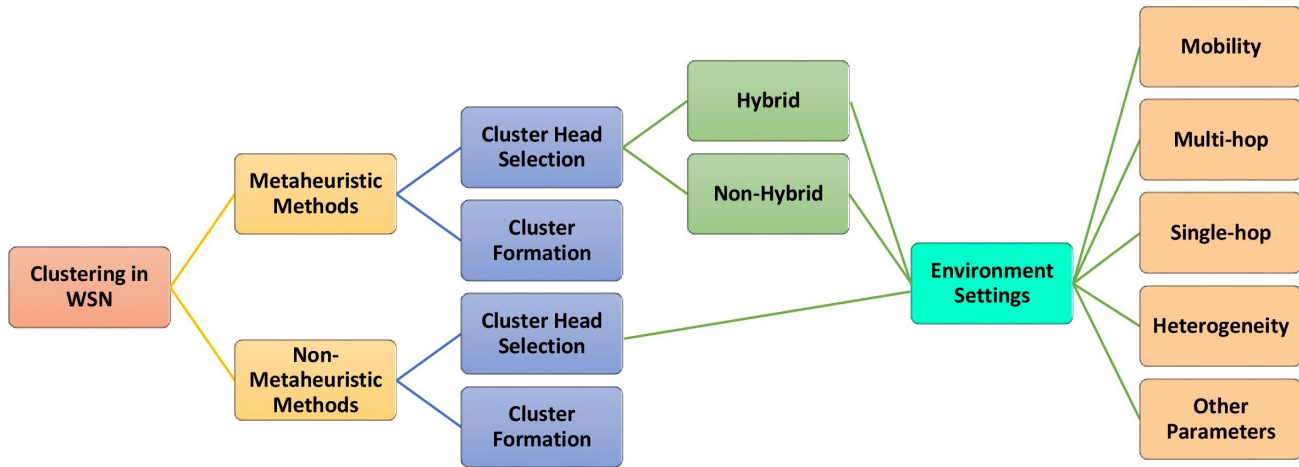 Clustering in
WSN
Metaheuristic
Methods
Non-
Metaheuristic
Methods
Cluster Head
Selection
Cluster
Formation
Cluster Head
Selection
Cluster
Formation
Hybrid
Non-Hybrid
Environment
Settings
Mobility
Multi-hop
Single-hop
Heterogeneity
Other
Parameters